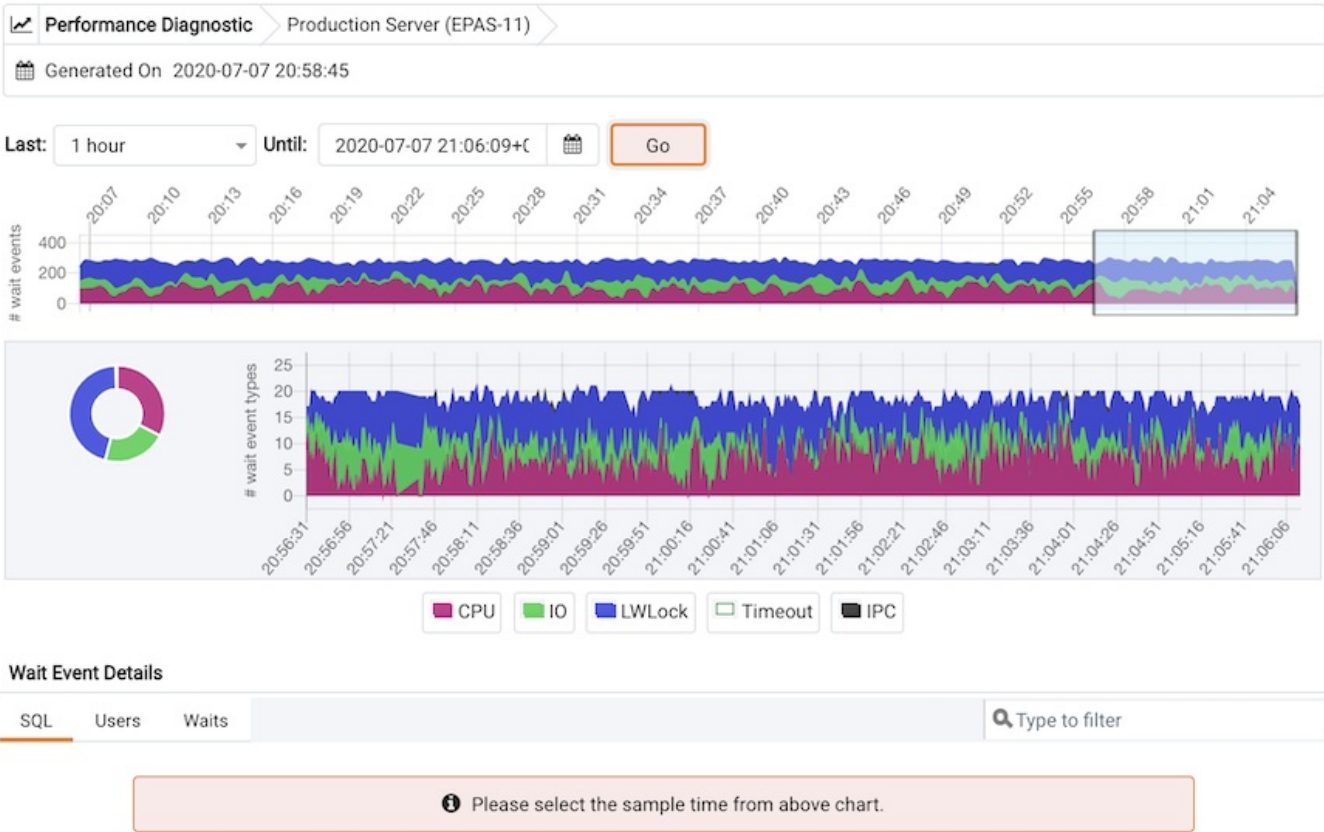 Performance Diagnostic Production Server (EPAS-11)
Generated On 2020-07-07 20:58:45
Last: 1 hour Until: 2020-07-07 21:06:09+0 Go
20:07 20:10 20:13 20:16 20:19 20:22 20:25 20:28 20:31 20:34 20:37 20:40 20:43 20:46 20:49 20:52 20:55 20:58 21:01 21:04
# wait events
400
200
0
# wait event types
25
20
15
10
5
0
20:56:31 20:56:56 20:57:21 20:57:46 20:58:11 20:58:36 20:59:01 20:59:26 20:59:51 21:00:16 21:00:41 21:01:06 21:01:31 21:01:56 21:02:21 21:02:46 21:03:11 21:03:36 21:04:01 21:04:26 21:04:51 21:05:16 21:05:41 21:06:06
CPU IO LWLock Timeout IPC
Wait Event Details
SQL Users Waits Type to filter
Please select the sample time from above chart.